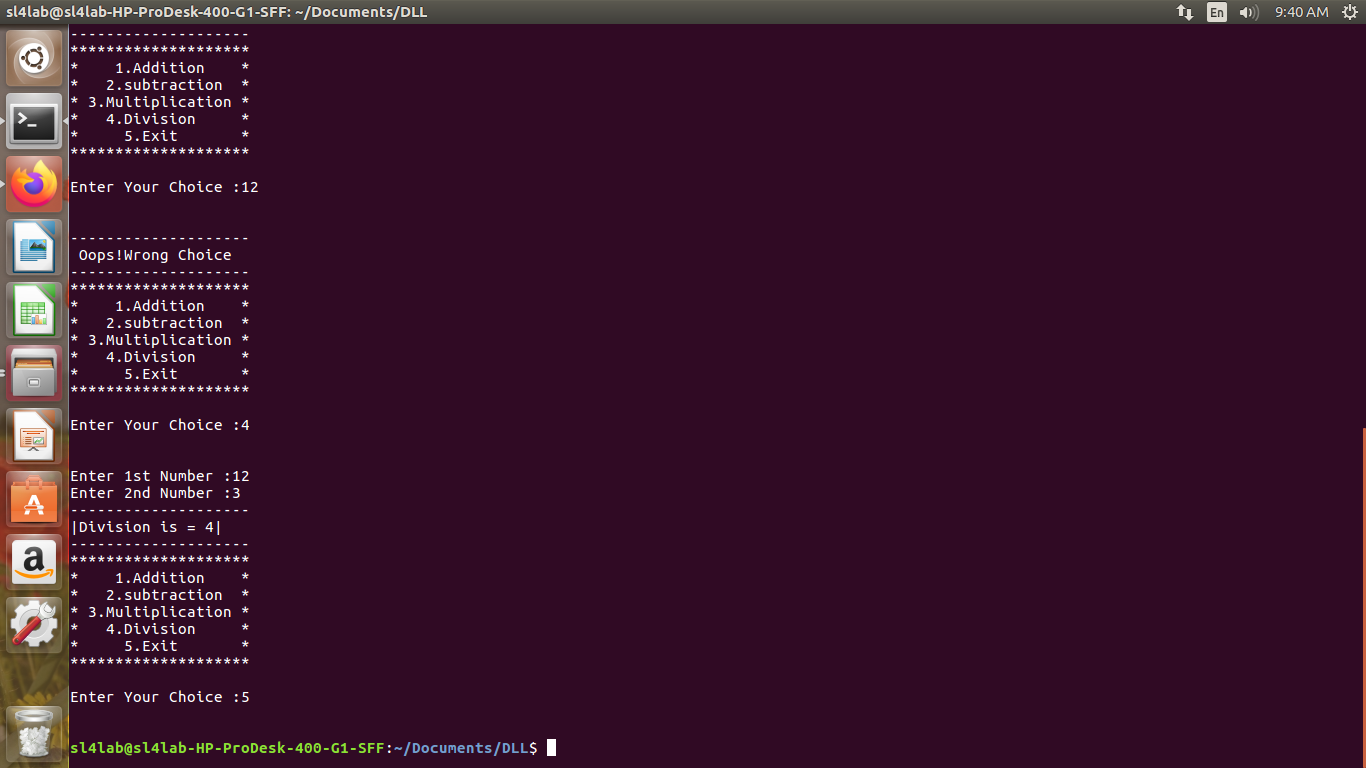 sl4lab@sl4lab-HP-ProDesk-400-G1-SFF: ~/Documents/DLL En 9:40 AM
--------------------
********************
*    1.Addition    *
*   2.subtraction  *
* 3.Multiplication *
*   4.Division     *
*     5.Exit       *
********************
Enter Your Choice :12
--------------------
 Oops!Wrong Choice
--------------------
********************
*    1.Addition    *
*   2.subtraction  *
* 3.Multiplication *
*   4.Division     *
*     5.Exit       *
********************
Enter Your Choice :4
Enter 1st Number :12
Enter 2nd Number :3
--------------------
|Division is = 4|
--------------------
********************
*    1.Addition    *
*   2.subtraction  *
* 3.Multiplication *
*   4.Division     *
*     5.Exit       *
********************
Enter Your Choice :5
sl4lab@sl4lab-HP-ProDesk-400-G1-SFF:~/Documents/DLL$